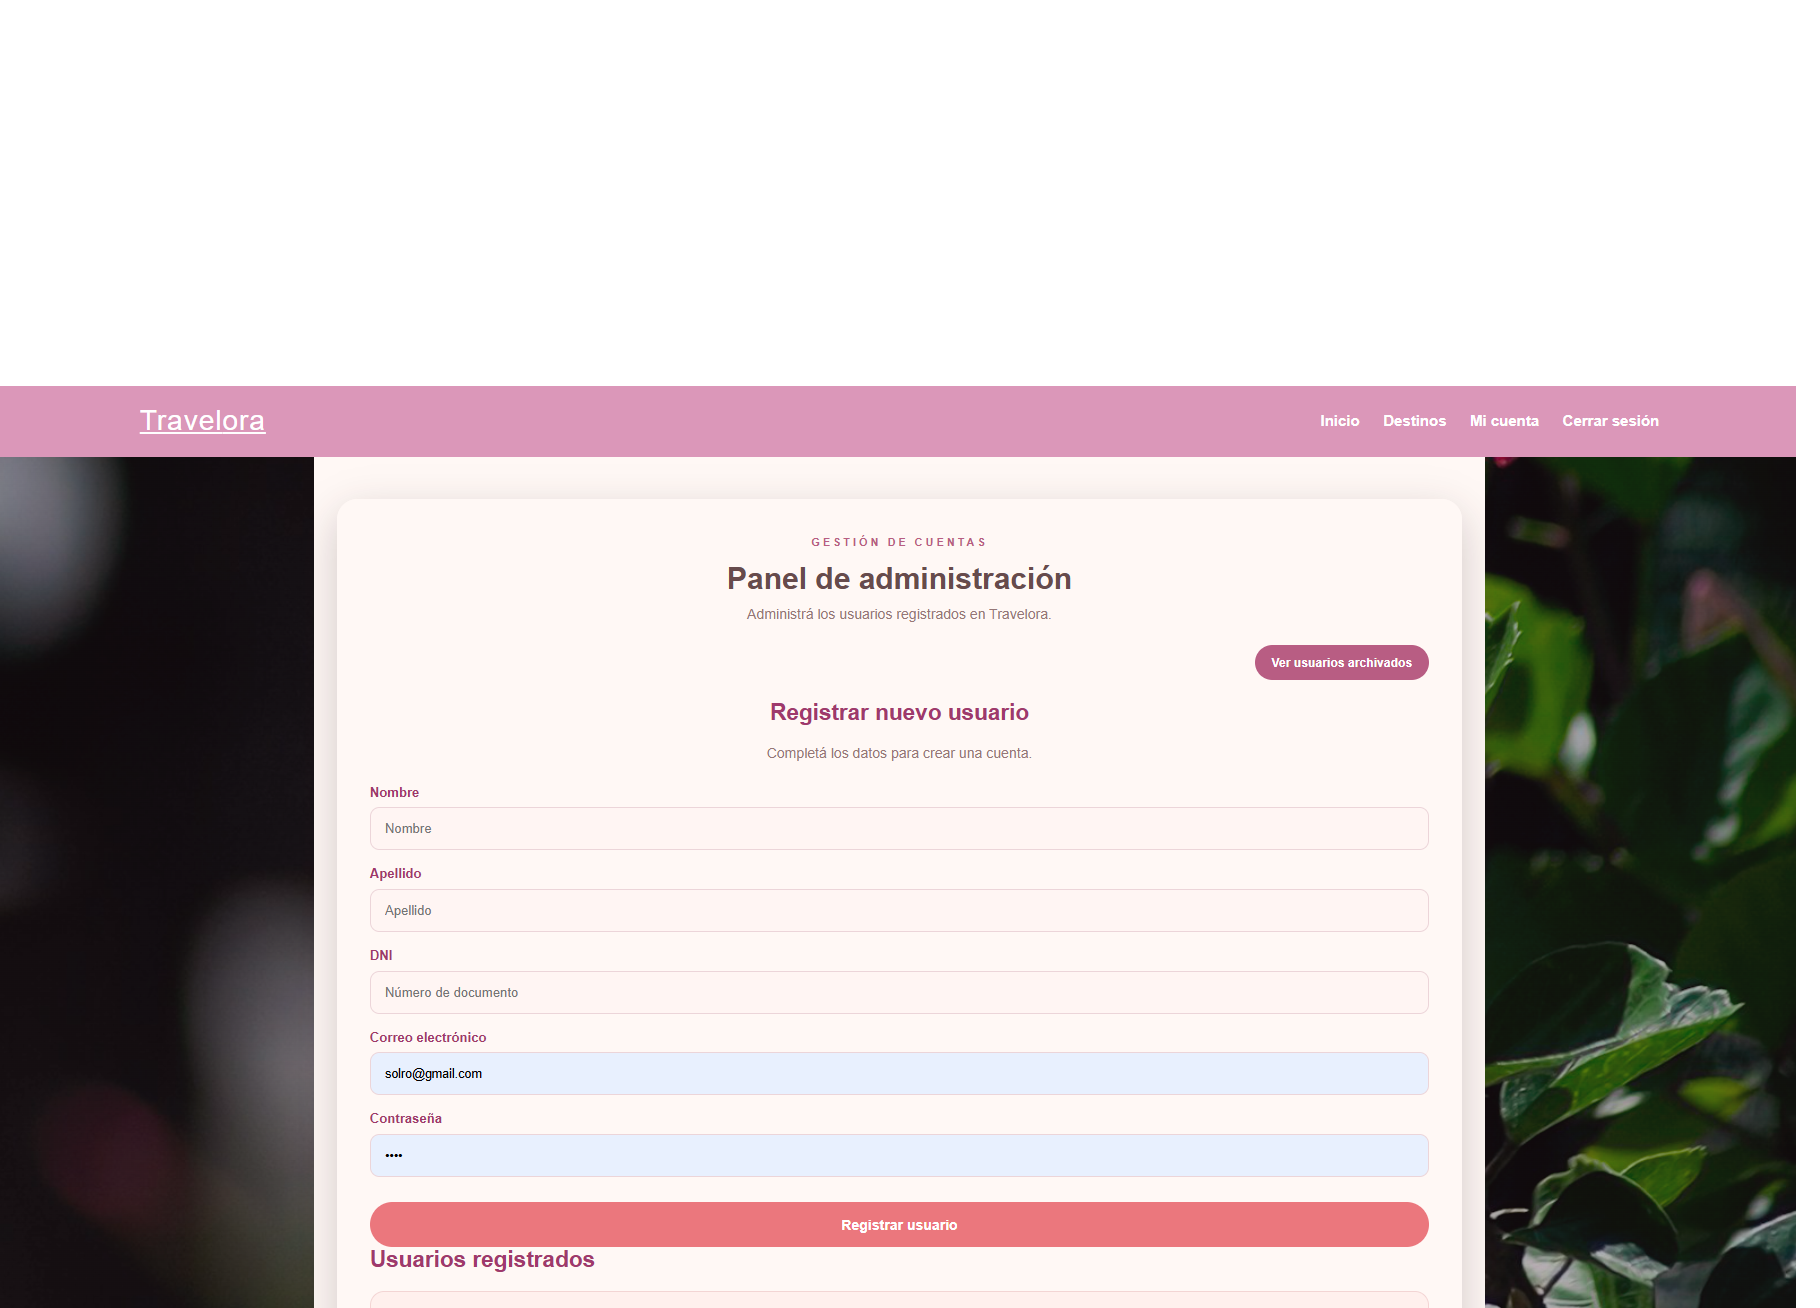 Travelora
Inicio Destinos Mi cuenta Cerrar sesión
GESTIÓN DE CUENTAS
Panel de administración
Administrá los usuarios registrados en Travelora.
Ver usuarios archivados
Registrar nuevo usuario
Completá los datos para crear una cuenta.
Nombre
Nombre
Apellido
Apellido
DNI
Número de documento
Correo electrónico
solro@gmail.com
Contraseña
••••
Registrar usuario
Usuarios registrados